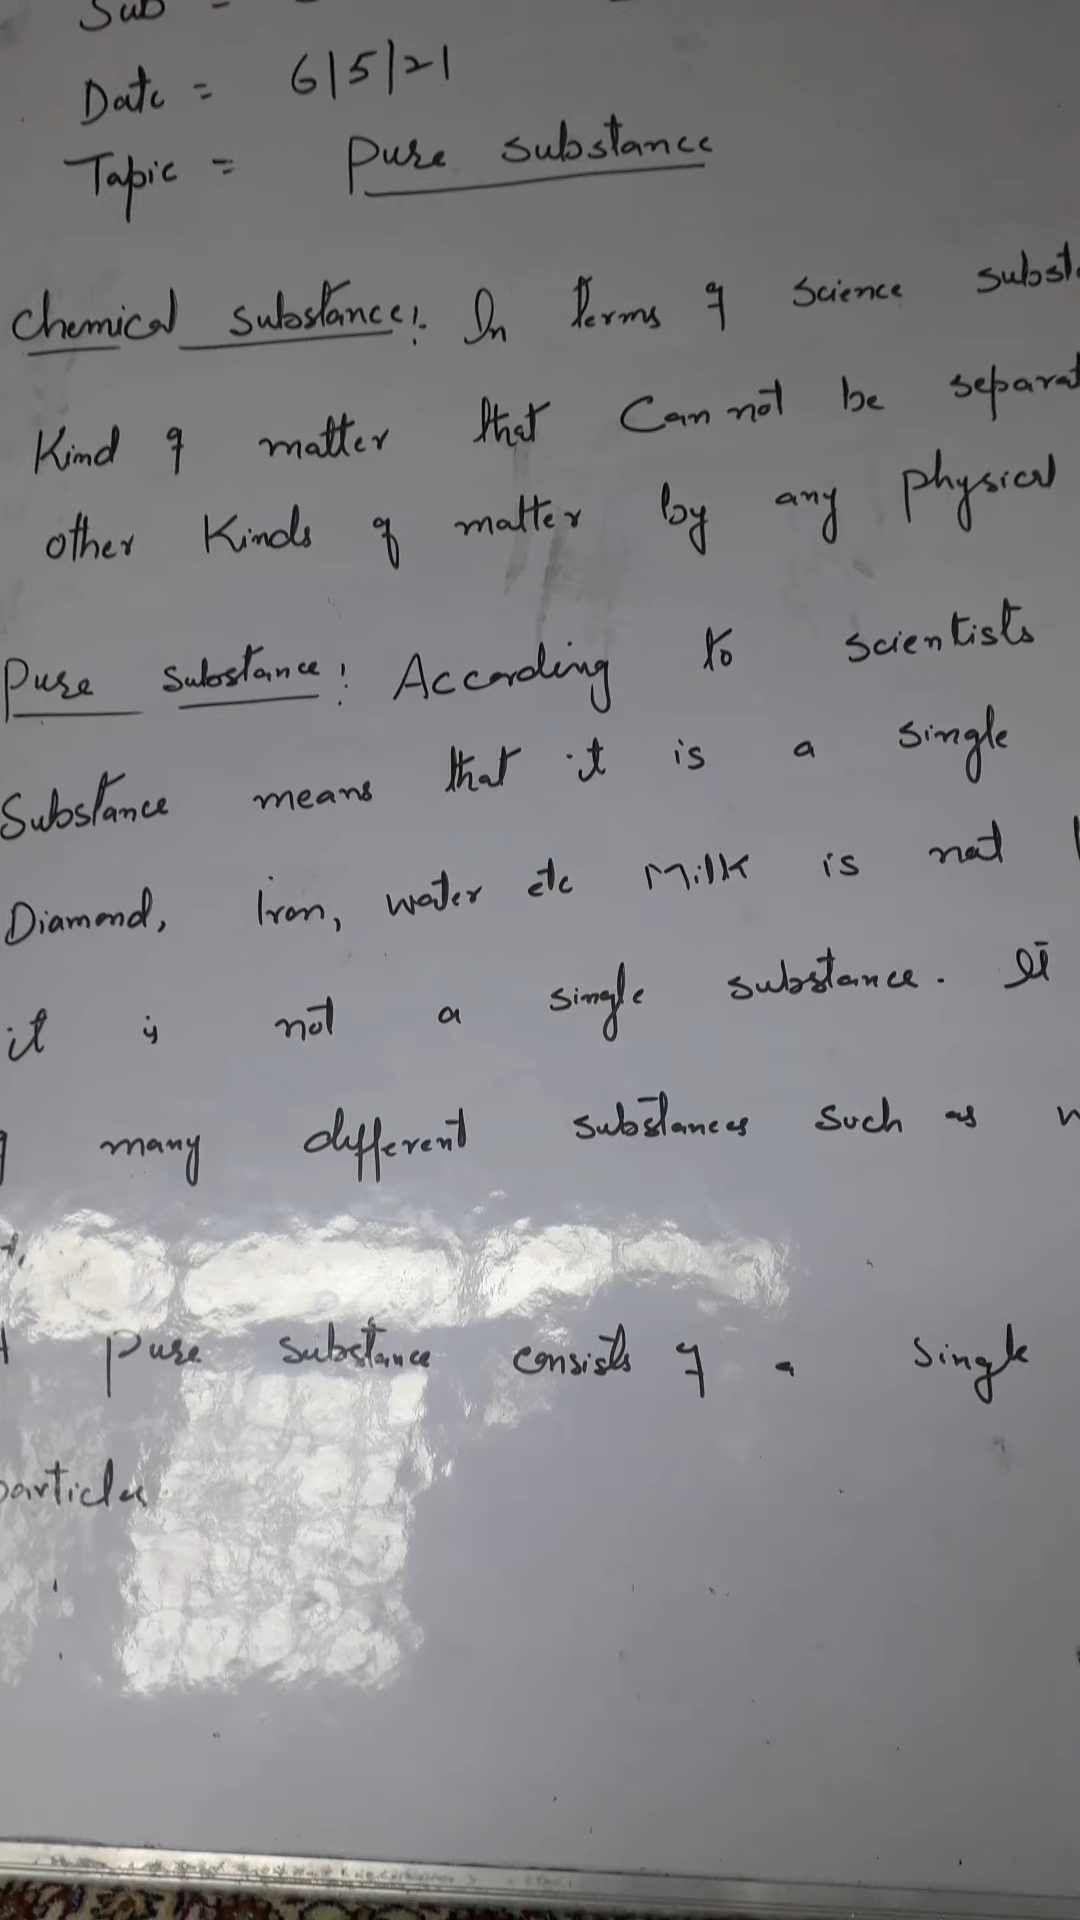 Sub -
Date = 6/5/21
Tapic = Pure substance
Chemical substance: In terms of science subst
Kind of matter that Can not be separat
other Kinds of matter by any physical
Pure substance: According to scientists
Substance means that it is a single
Diamond, Iron, water etc Milk is not
it is not a single substance. It
of many different substances such as
pure substance consists of a single
particles